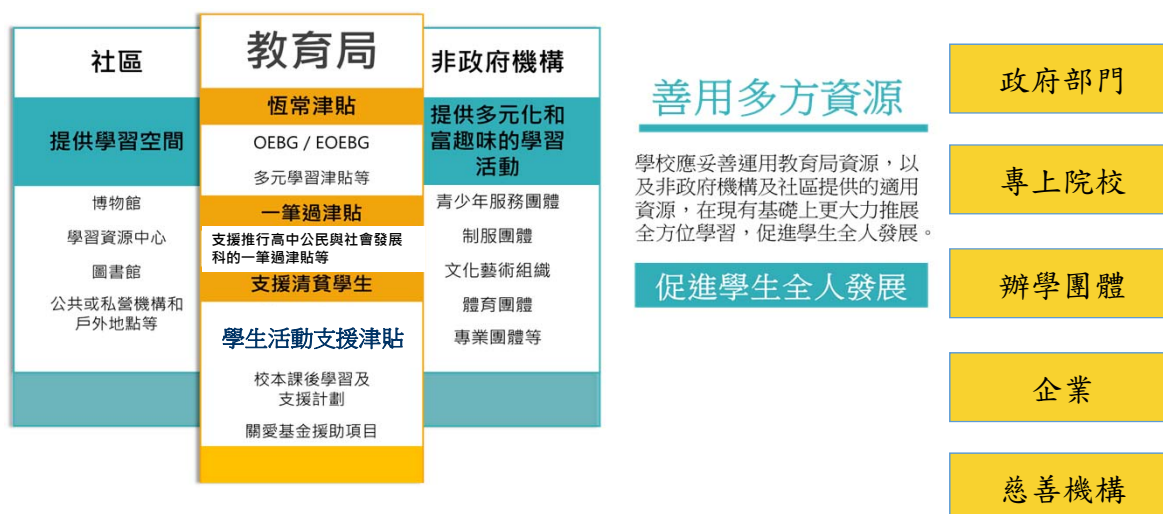 社區
提供學習空間
博物館
學習資源中心
圖書館
公共或私營機構和
戶外地點等
教育局
恆常津貼
OEBG / EOEBG
多元學習津貼等
一筆過津貼
支援推行高中公民與社會發展
科的一筆過津貼等
支援清貧學生
學生活動支援津貼
校本課後學習及
支援計劃
關愛基金援助項目
非政府機構
提供多元化和
富趣味的學習
活動
青少年服務團體
制服團體
文化藝術組織
體育團體
專業團體等
善用多方資源
學校應妥善運用教育局資源，以
及非政府機構及社區提供的適用
資源，在現有基礎上更大力推展
全方位學習，促進學生全人發展。
促進學生全人發展
政府部門
專上院校
辦學團體
企業
慈善機構